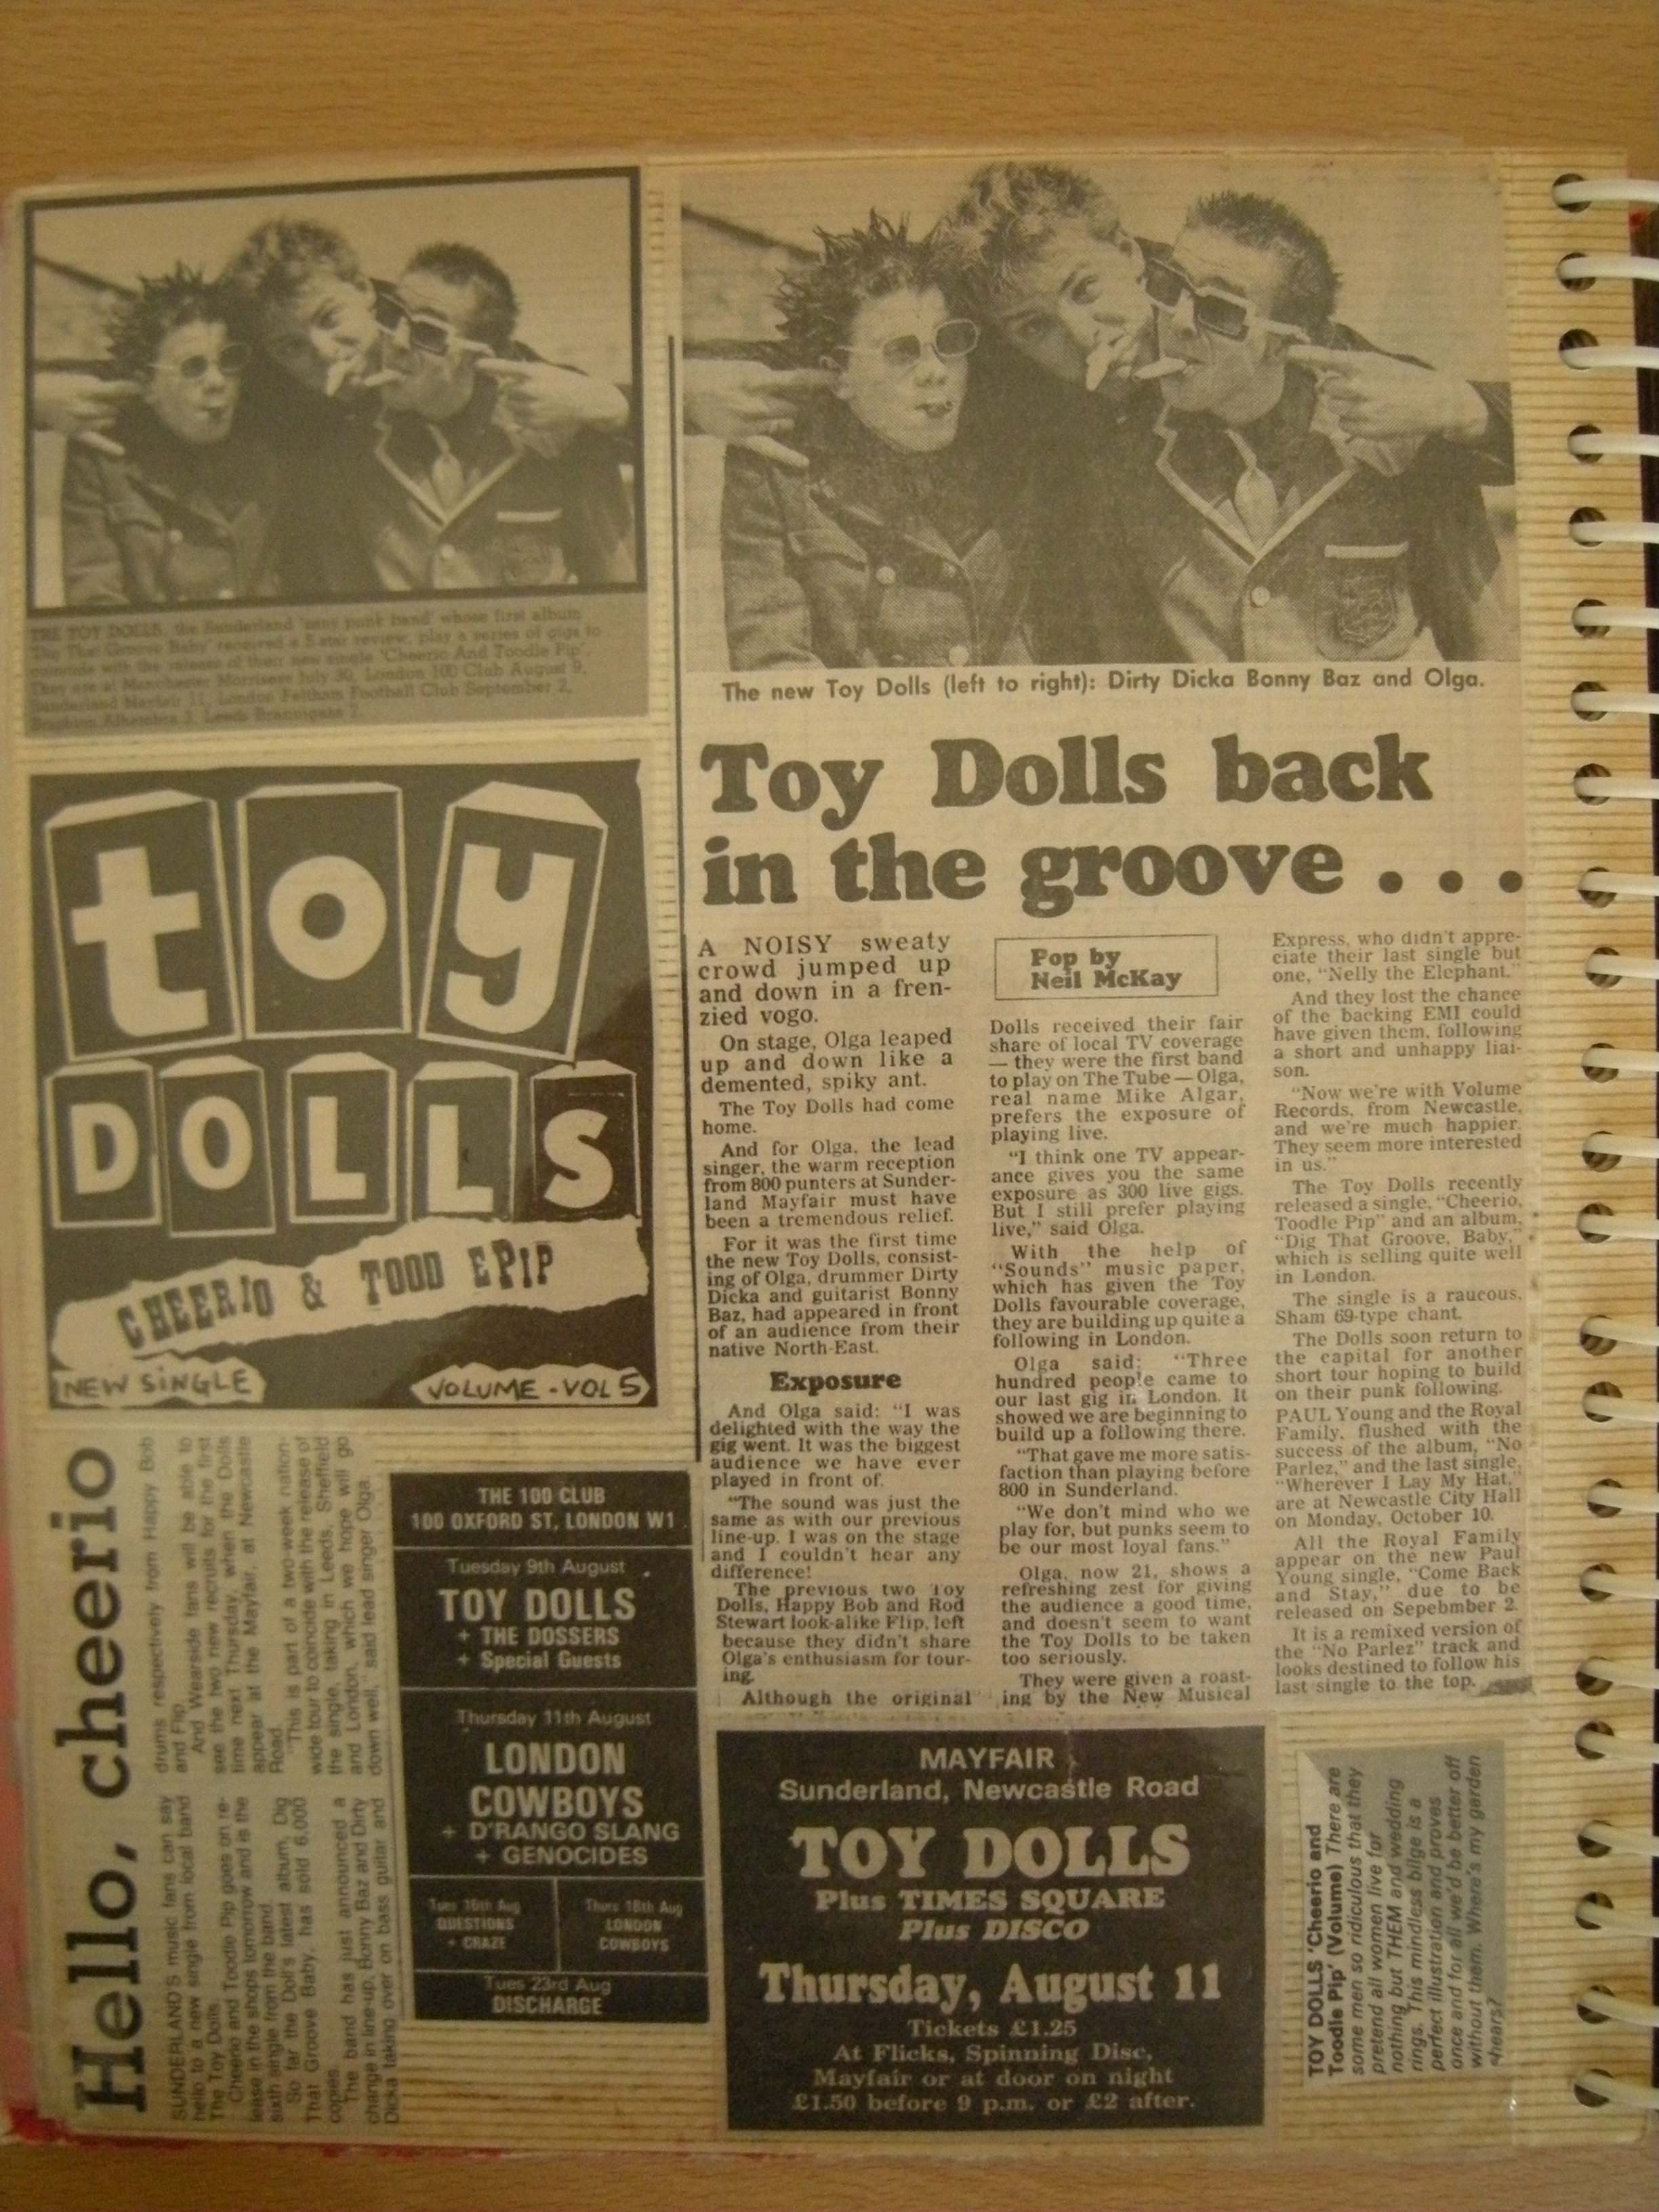 THE TOY DOLLS, the Sunderland 'zany punk band' whose first album
'Dig That Groove Baby' received a 5 star review, play a series of gigs to
coincide with the release of their new single 'Cheerio And Toodle Pip'.
They are at Manchester Morrisseys July 30, London 100 Club August 9,
Sunderland Mayfair 11, London Feltham Football Club September 2,
Brighton Alhambra 3, Leeds Brannigans 7.
toy
DOLLS
CHEERIO & TOOD EPIP
NEW SiNGLE
VOLUME - VOL 5
Hello, cheerio
SUNDERLAND'S music fans can say
hello to a new single from local band
The Toy Dolls.
Cheerio and Toodle Pip goes on re-
lease in the shops tomorrow and is the
sixth single from the band.
So far the Doll's latest album, Dig
That Groove Baby, has sold 6,000
copies.
The band has just announced a
change in line-up, Bonny Baz and Dirty
Dicka taking over on bass guitar and
drums respectively from Happy Bob
and Flip.
And Wearside fans will be able to
see the two new recruits for the first
time next Thursday, when the Dolls
appear at the Mayfair, at Newcastle
Road.
"This is part of a two-week nation-
wide tour to coincide with the release of
the single, taking in Leeds, Sheffield
and London, which we hope will go
down well," said lead singer Olga.
THE 100 CLUB
100 OXFORD ST, LONDON W1
Tuesday 9th August
TOY DOLLS
+ THE DOSSERS
+ Special Guests
Thursday 11th August
LONDON
COWBOYS
+ D'RANGO SLANG
+ GENOCIDES
Tues 16th Aug
QUESTIONS
+ CRAZE
Thurs 18th Aug
LONDON
COWBOYS
Tues 23rd Aug
DISCHARGE
The new Toy Dolls (left to right): Dirty Dicka Bonny Baz and Olga.
Toy Dolls back
in the groove . . .
A NOISY sweaty
crowd jumped up
and down in a fren-
zied vogo.
On stage, Olga leaped
up and down like a
demented, spiky ant.
The Toy Dolls had come
home.
And for Olga, the lead
singer, the warm reception
from 800 punters at Sunder-
land Mayfair must have
been a tremendous relief.
For it was the first time
the new Toy Dolls, consist-
ing of Olga, drummer Dirty
Dicka and guitarist Bonny
Baz, had appeared in front
of an audience from their
native North-East.
Exposure
And Olga said: "I was
delighted with the way the
gig went. It was the biggest
audience we have ever
played in front of.
"The sound was just the
same as with our previous
line-up. I was on the stage
and I couldn't hear any
difference!
The previous two Toy
Dolls, Happy Bob and Rod
Stewart look-alike Flip, left
because they didn't share
Olga's enthusiasm for tour-
ing.
Although the original
Pop by
Neil McKay
Dolls received their fair
share of local TV coverage
— they were the first band
to play on The Tube — Olga,
real name Mike Algar,
prefers the exposure of
playing live.
"I think one TV appear-
ance gives you the same
exposure as 300 live gigs.
But I still prefer playing
live," said Olga.
With the help of
"Sounds" music paper,
which has given the Toy
Dolls favourable coverage,
they are building up quite a
following in London.
Olga said: "Three
hundred people came to
our last gig in London. It
showed we are beginning to
build up a following there.
"That gave me more satis-
faction than playing before
800 in Sunderland.
"We don't mind who we
play for, but punks seem to
be our most loyal fans."
Olga, now 21, shows a
refreshing zest for giving
the audience a good time,
and doesn't seem to want
the Toy Dolls to be taken
too seriously.
They were given a roast-
ing by the New Musical
Express, who didn't appre-
ciate their last single but
one, "Nelly the Elephant."
And they lost the chance
of the backing EMI could
have given them, following
a short and unhappy liai-
son.
"Now we're with Volume
Records, from Newcastle,
and we're much happier.
They seem more interested
in us."
The Toy Dolls recently
released a single, "Cheerio,
Toodle Pip" and an album,
"Dig That Groove, Baby,"
which is selling quite well
in London.
The single is a raucous,
Sham 69-type chant.
The Dolls soon return to
the capital for another
short tour hoping to build
on their punk following.
PAUL Young and the Royal
Family, flushed with the
success of the album, "No
Parlez," and the last single,
"Wherever I Lay My Hat,"
are at Newcastle City Hall
on Monday, October 10.
All the Royal Family
appear on the new Paul
Young single, "Come Back
and Stay," due to be
released on Sepebmber 2.
It is a remixed version of
the "No Parlez" track and
looks destined to follow his
last single to the top.
MAYFAIR
Sunderland, Newcastle Road
TOY DOLLS
Plus TIMES SQUARE
Plus DISCO
Thursday, August 11
Tickets £1.25
At Flicks, Spinning Disc,
Mayfair or at door on night
£1.50 before 9 p.m. or £2 after.
TOY DOLLS 'Cheerio and
Toodle Pip' (Volume) There are
some men so ridiculous that they
pretend all women live for
nothing but THEM and wedding
rings. This mindless bilge is a
perfect illustration and proves
once and for all we'd be better off
without them. Where's my garden
shears?